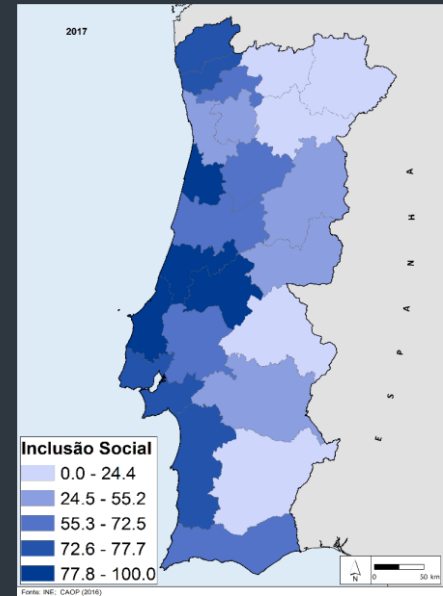 2017
ESPANHA
Inclusão Social
0.0 - 24.4
24.5 - 55.2
55.3 - 72.5
72.6 - 77.7
77.8 - 100.0
N
0 50 km
Fonte: INE; CAOP (2016)